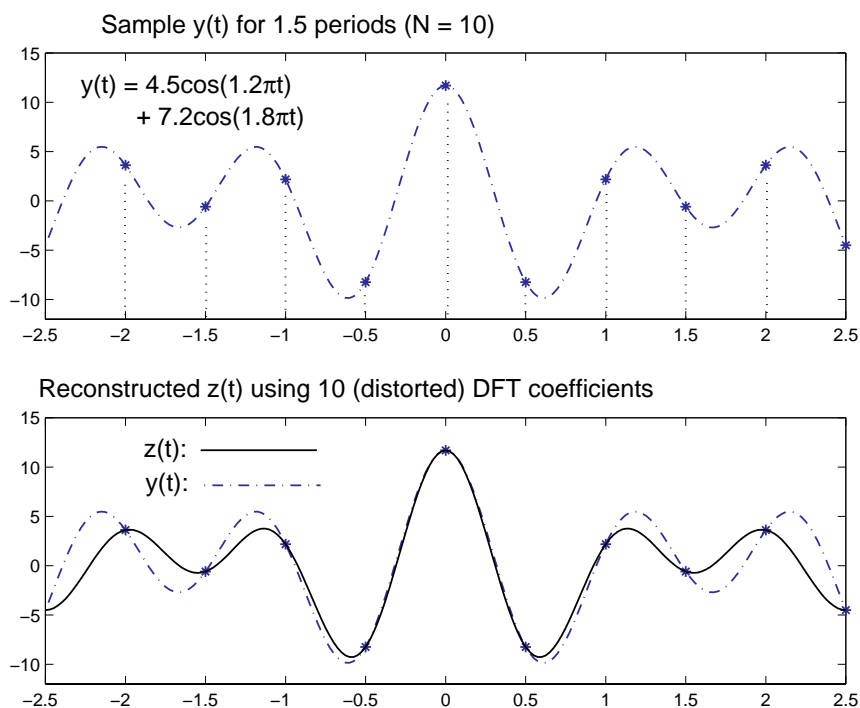 Sample y(t) for 1.5 periods (N = 10)
15
10
5
0
−5
−10
y(t) = 4.5cos(1.2πt)
+ 7.2cos(1.8πt)
−2.5 −2 −1.5 −1 −0.5 0 0.5 1 1.5 2 2.5
Reconstructed z(t) using 10 (distorted) DFT coefficients
15
10
5
0
−5
−10
z(t):
y(t):
−2.5 −2 −1.5 −1 −0.5 0 0.5 1 1.5 2 2.5